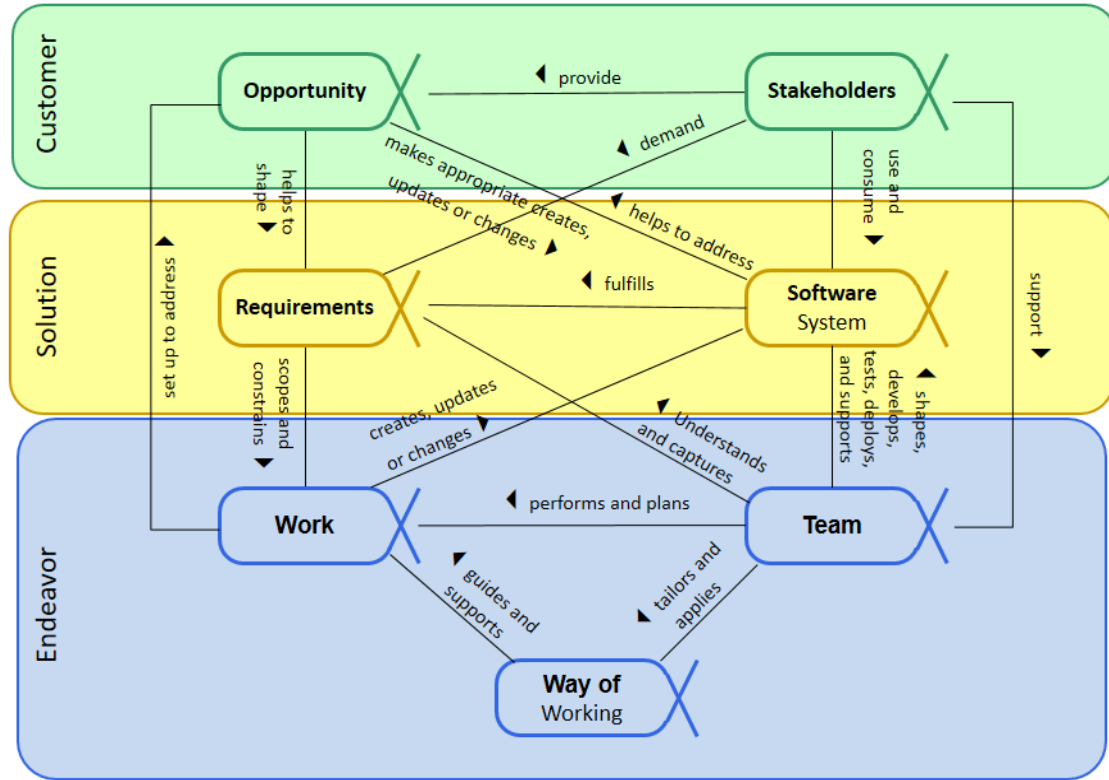 Customer
Opportunity
provide
Stakeholders
demand
makes appropriate creates,
updates or changes
helps to address
helps to
shape
use and
consume
Solution
set up to address
Requirements
fulfills
Software
System
support
scopes and
constrains
creates, updates
or changes
Understands
and captures
shapes,
develops,
tests, deploys,
and supports
Endeavor
Work
performs and plans
Team
guides and
supports
tailors and
applies
Way of
Working